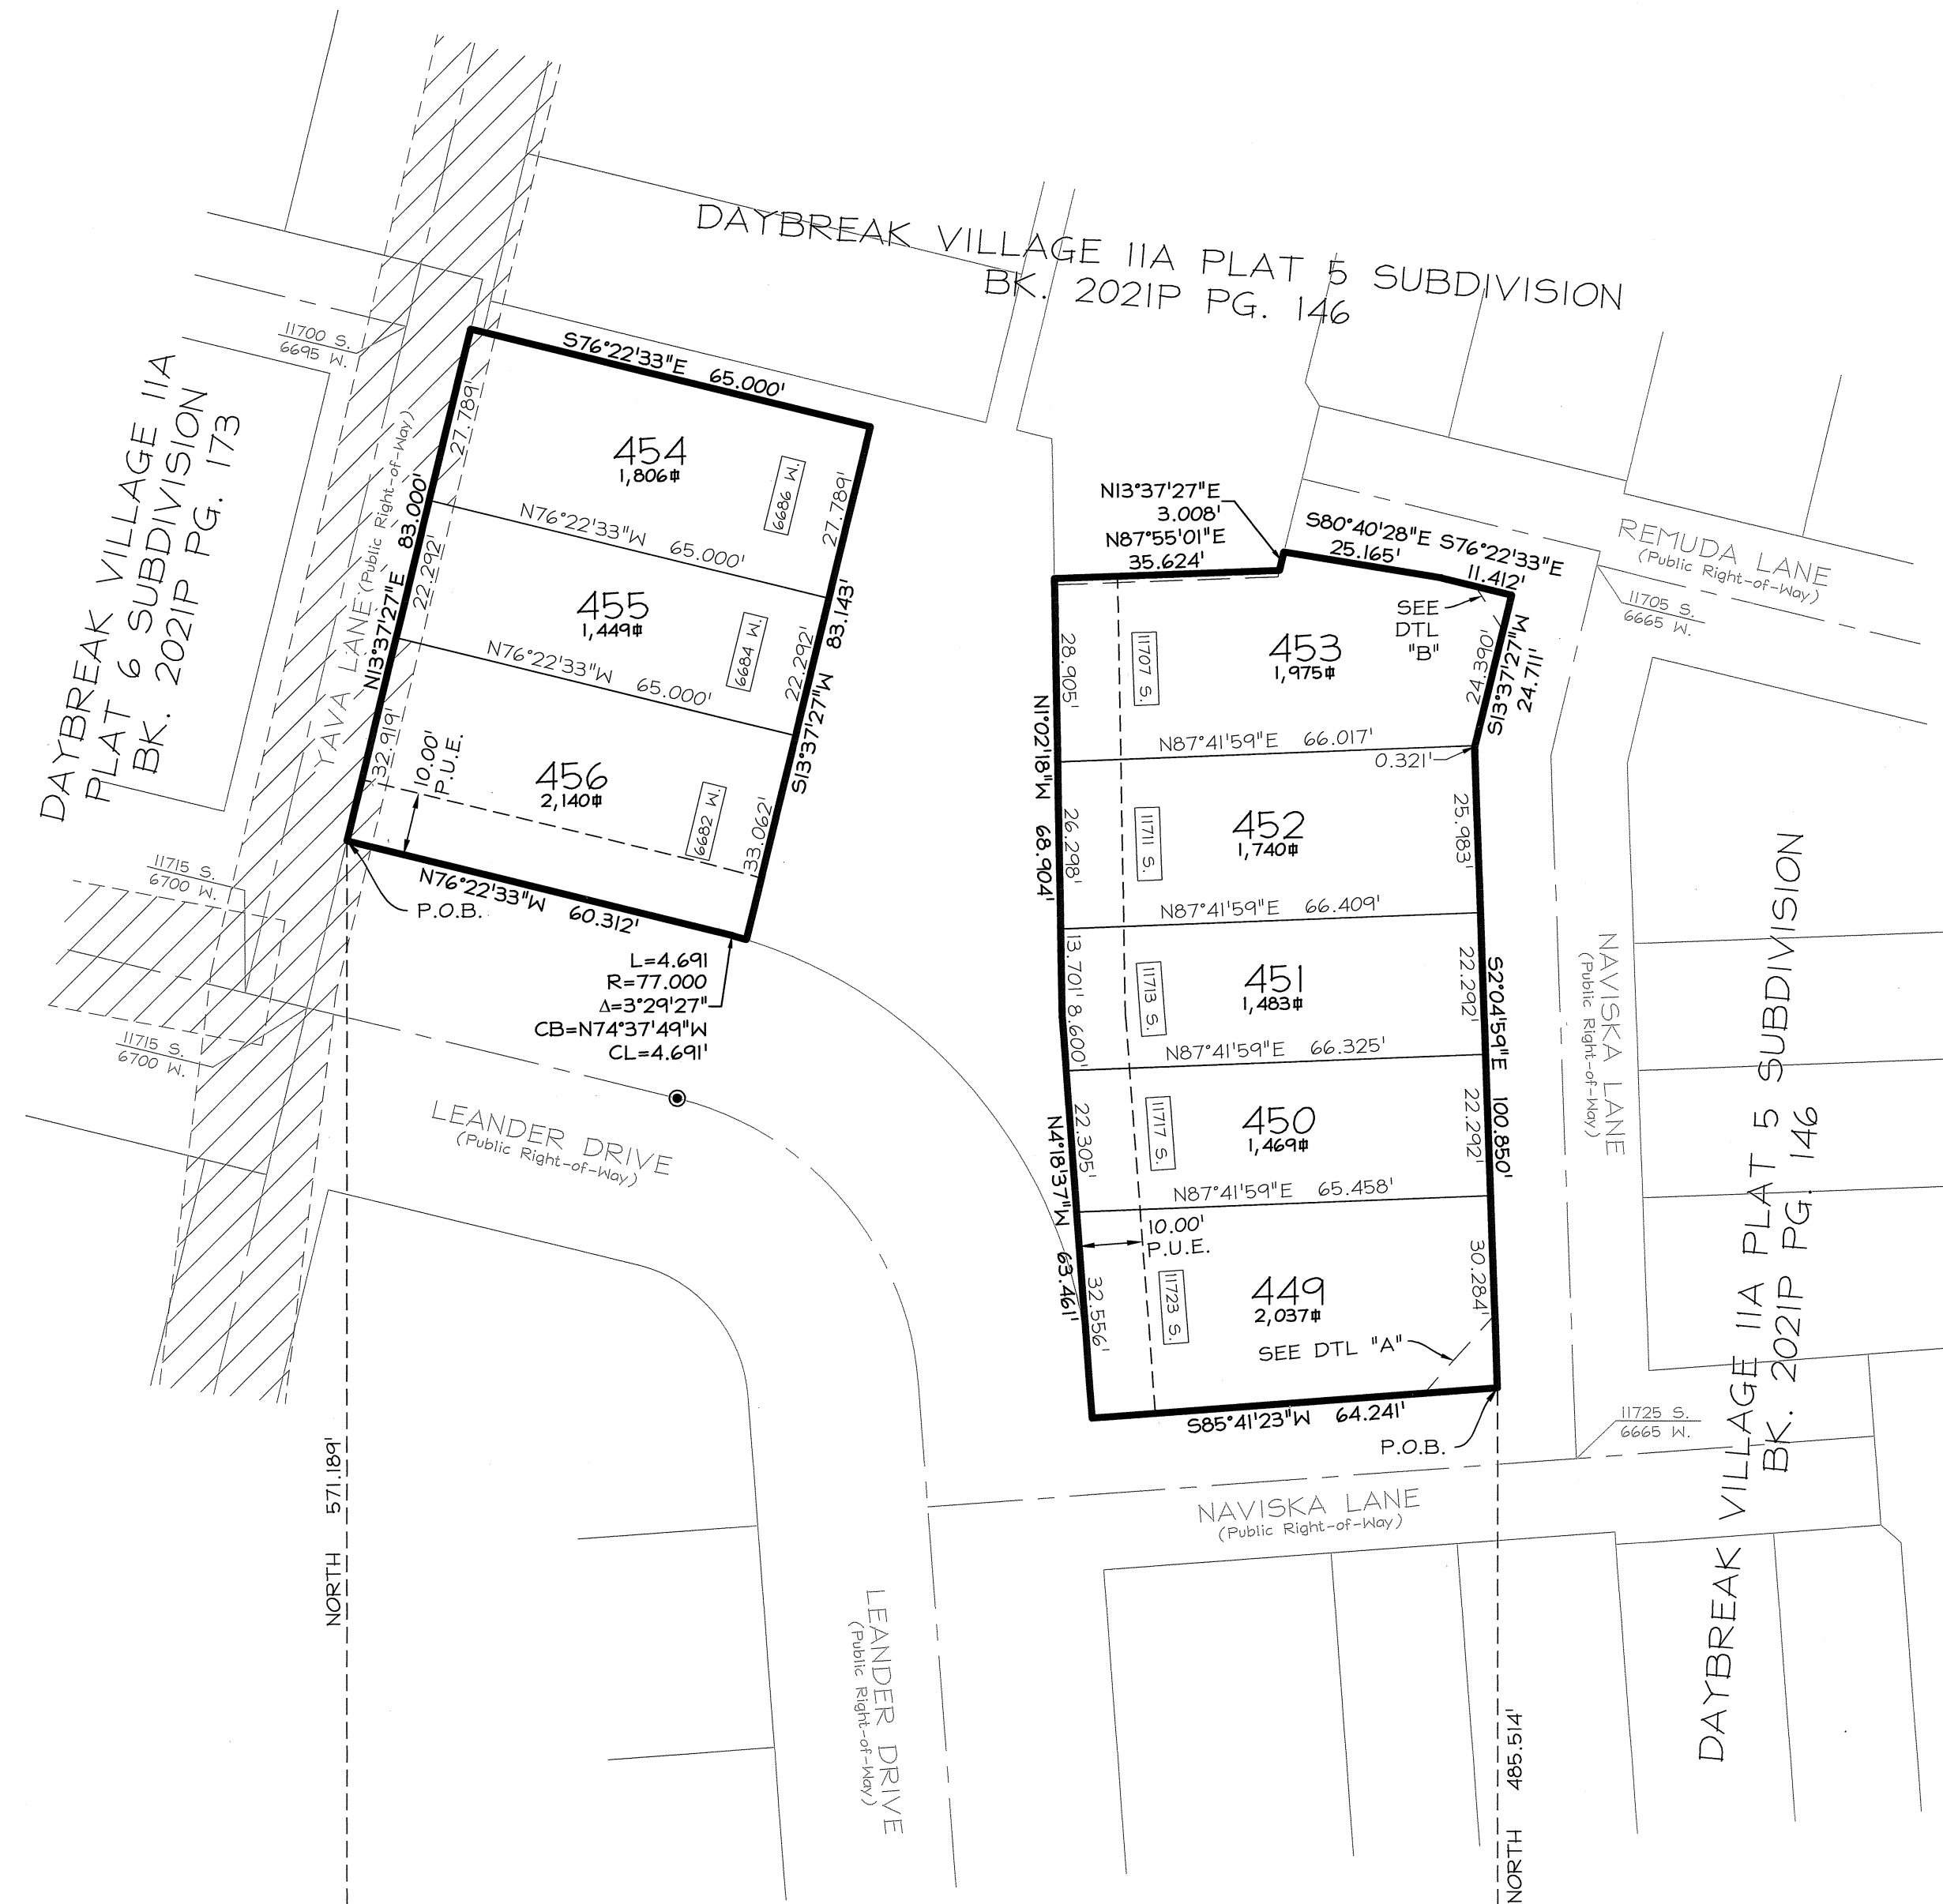 DAYBREAK VILLAGE 11A PLAT 5 SUBDIVISION
BK. 2021P PG. 146
DAYBREAK VILLAGE 11A
PLAT 6 SUBDIVISION
BK. 2021P PG. 173
11700 S.
6695 W.
YAVA LANE (Public Right-of-Way)
S76°22'33"E 65.000'
N13°37'27"E 83.000'
S13°37'27"W 83.143'
27.789'
454
1,806⌗
6686 W.
27.789'
N76°22'33"W 65.000'
22.292'
455
1,449⌗
6684 W.
22.292'
N76°22'33"W 65.000'
32.919'
10.00'
P.U.E.
456
2,140⌗
6682 W.
33.062'
N76°22'33"W 60.312'
P.O.B.
L=4.691
R=77.000
Δ=3°29'27"
CB=N74°37'49"W
CL=4.691'
11715 S.
6700 W.
11715 S.
6700 W.
LEANDER DRIVE
(Public Right-of-Way)
N13°37'27"E
3.008'
N87°55'01"E
35.624'
S80°40'28"E
25.165'
S76°22'33"E
11.412'
REMUDA LANE
(Public Right-of-Way)
11705 S.
6665 W.
SEE
DTL
"B"
24.390'
S13°37'27"W
24.711'
28.905'
11707 S.
453
1,975⌗
N87°41'59"E 66.017'
0.321'
N1°02'18"W 68.904'
26.298'
11711 S.
452
1,740⌗
25.983'
N87°41'59"E 66.409'
13.701'
8.600'
11713 S.
451
1,483⌗
22.292'
S2°04'59"E 100.850'
N87°41'59"E 66.325'
22.305'
11717 S.
450
1,469⌗
22.292'
N87°41'59"E 65.458'
N4°18'37"W 63.461'
10.00'
P.U.E.
32.556'
11723 S.
449
2,037⌗
30.284'
SEE DTL "A"
S85°41'23"W 64.241'
P.O.B.
NAVISKA LANE
(Public Right-of-Way)
11725 S.
6665 W.
NAVISKA LANE
(Public Right-of-Way)
DAYBREAK VILLAGE 11A PLAT 5 SUBDIVISION
BK. 2021P PG. 146
LEANDER DRIVE
(Public Right-of-Way)
NORTH 571.189'
NORTH 485.514'